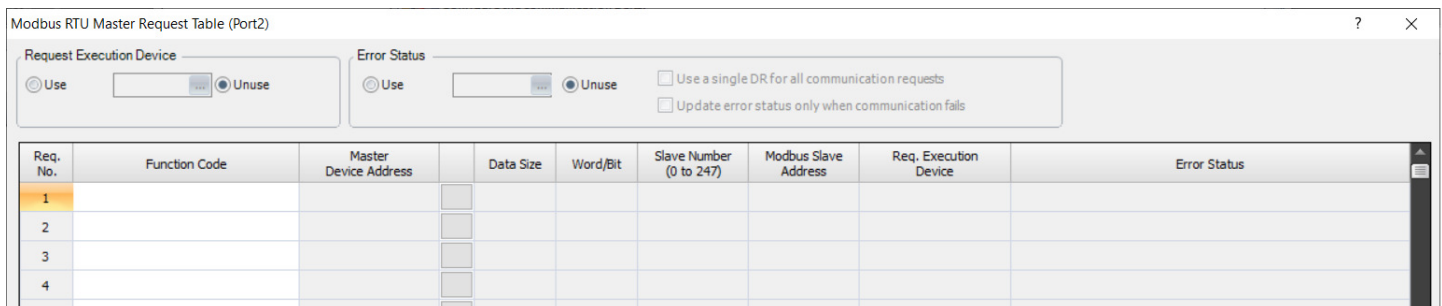 Modbus RTU Master Request Table (Port2) ?
Request Execution Device
Use ... Unuse
Error Status
Use ... Unuse
Use a single DR for all communication requests
Update error status only when communication fails
Req. No.
Function Code
Master Device Address
Data Size
Word/Bit
Slave Number (0 to 247)
Modbus Slave Address
Req. Execution Device
Error Status
1
2
3
4